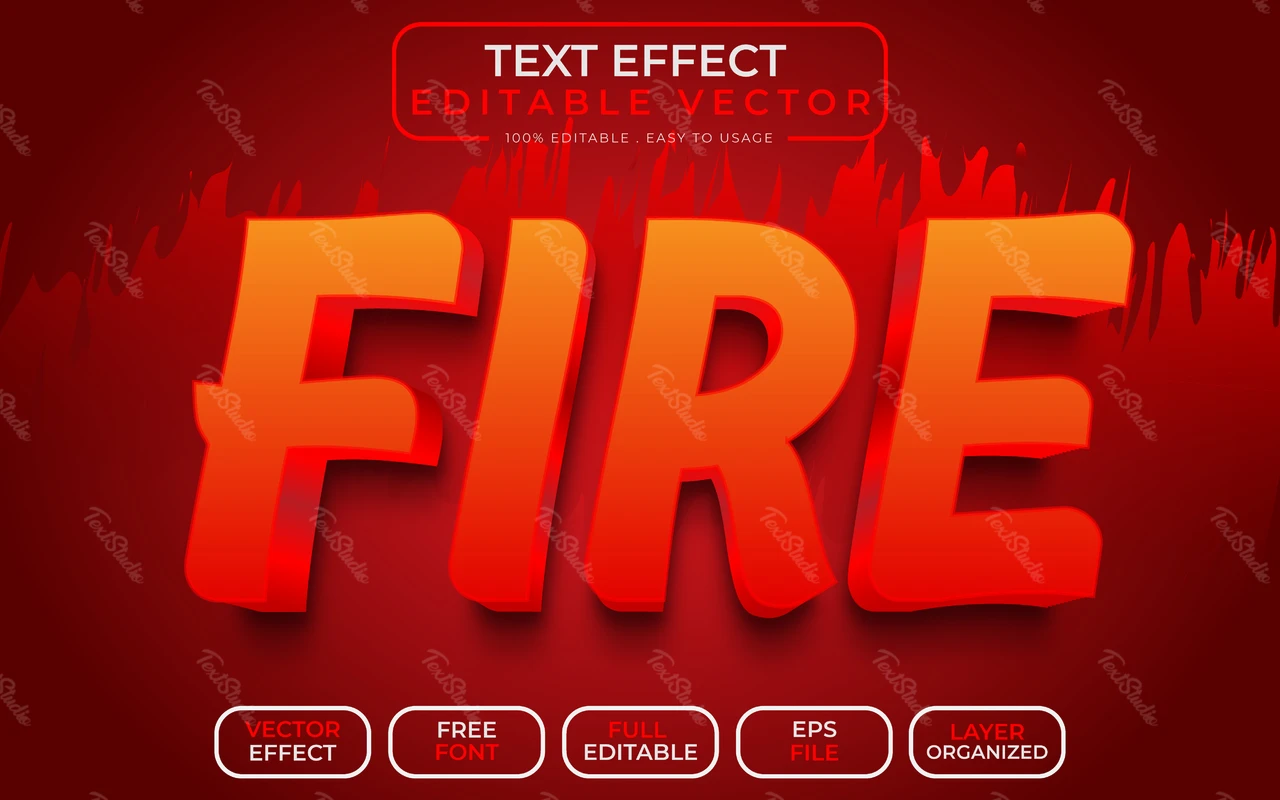 TEXT EFFECT
EDITABLE VECTOR
100% EDITABLE . EASY TO USAGE
FIRE
VECTOR
EFFECT
FREE
FONT
FULL
EDITABLE
EPS
FILE
LAYER
ORGANIZED
TextStudio